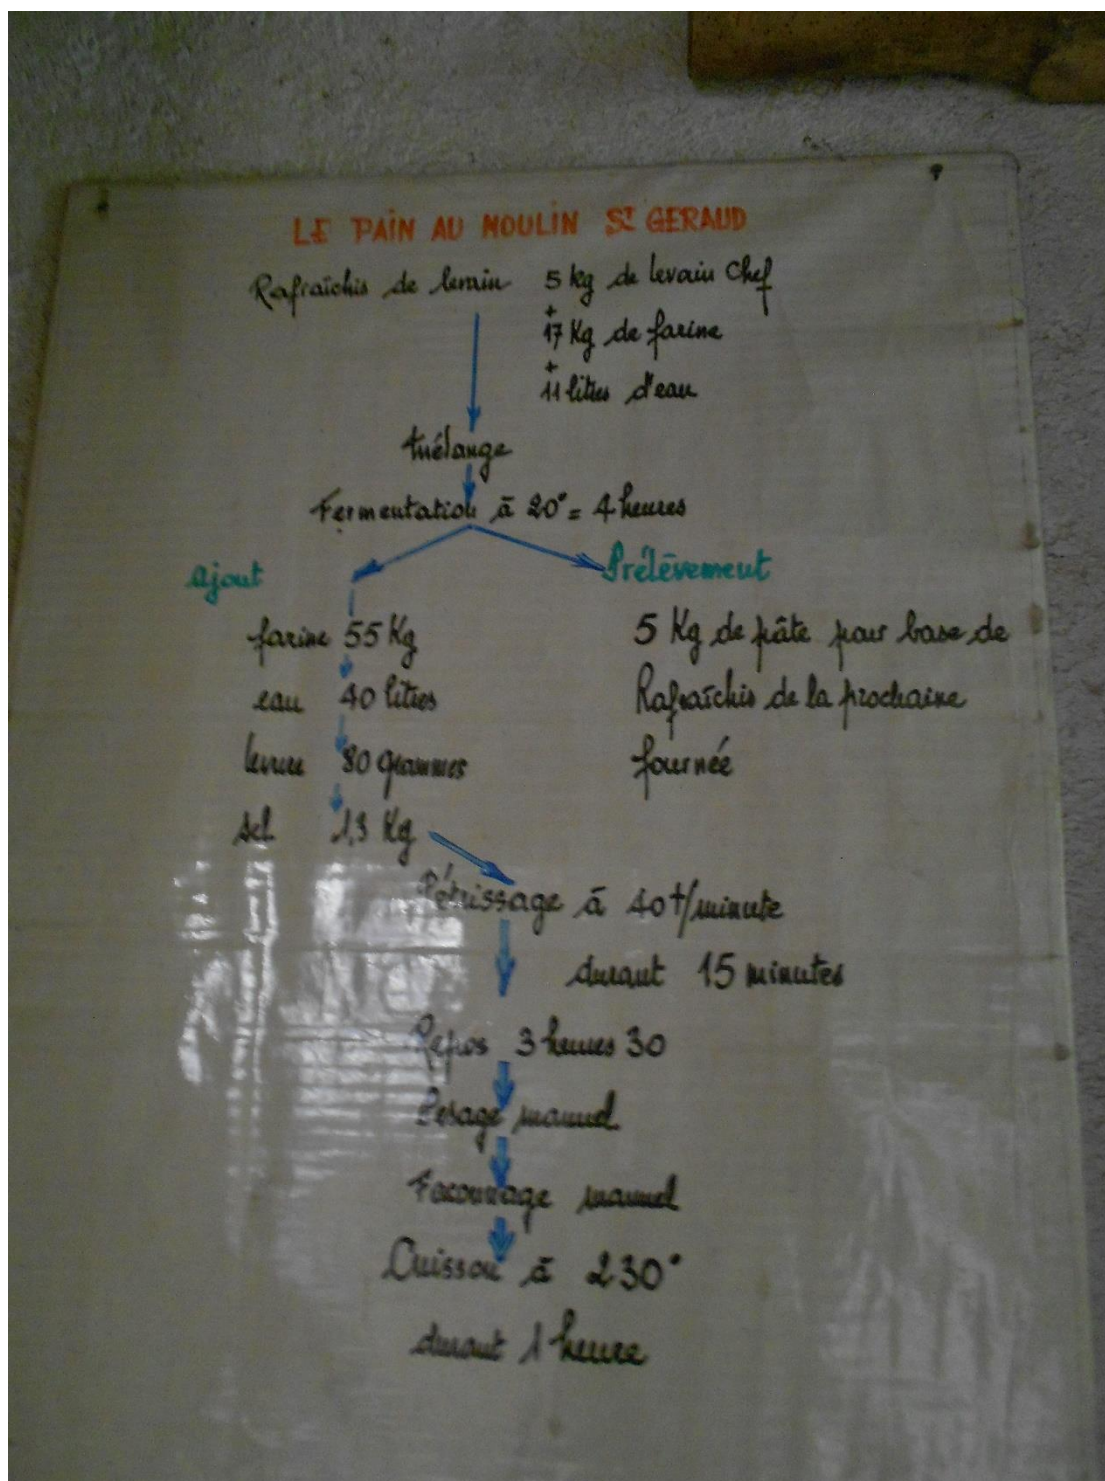 LE PAIN AU MOULIN ST GERAUD
Rafraîchis de levain 5 kg de levain Chef
+
17 Kg de farine
+
11 litres d'eau
Mélange
Fermentation à 20° = 4 heures
Ajout
Prélèvement
farine 55 Kg
eau 40 litres
levure 80 grammes
sel 1,3 Kg
5 Kg de pâte pour base de
Rafraîchis de la prochaine
fournée
Pétrissage à 40 t/minute
durant 15 minutes
Repos 3 heures 30
Pesage manuel
Faconnage manuel
Cuisson à 230°
durant 1 heure